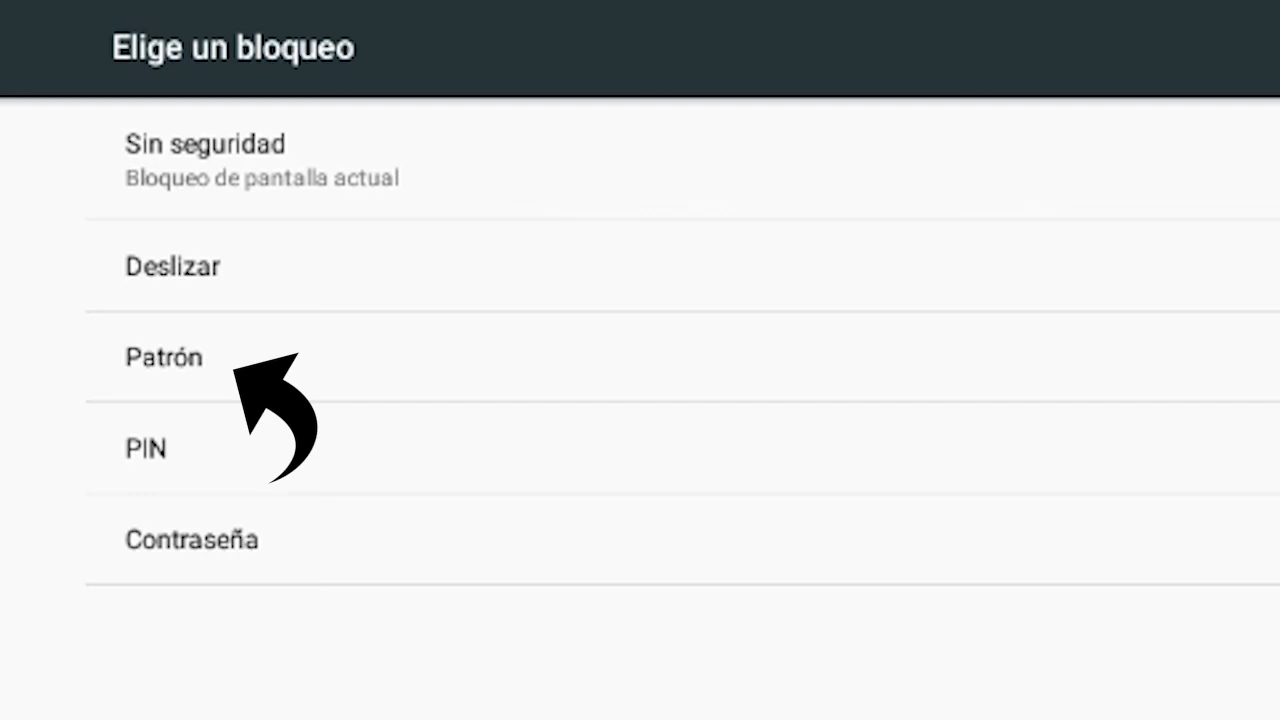 Elige un bloqueo
Sin seguridad
Bloqueo de pantalla actual
Deslizar
Patrón
PIN
Contraseña